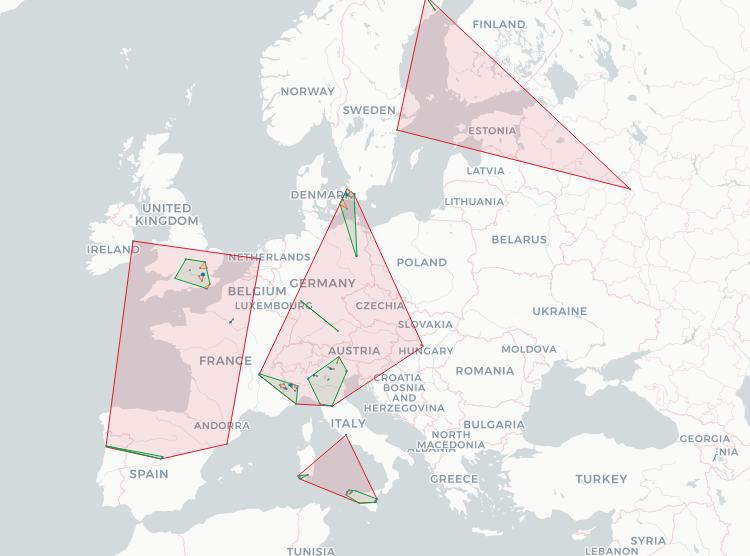 FINLAND
NORWAY
SWEDEN
ESTONIA
LATVIA
DENMAR
LITHUANIA
UNITED
KINGDOM
IRELAND
BELARUS
NETHERLANDS
POLAND
BELGIUM
GERMANY
LUXEMBOURG
CZECHIA
UKRAINE
SLOVAKIA
FRANCE
AUSTRIA
HUNGARY
MOLDOVA
ROMANIA
CROATIA
BOSNIA
AND
HERZEGOVINA
ANDORRA
ITALY
BULGARIA
NORTH
MACEDONIA
GEORGIA
NIA
SPAIN
GREECE
TURKEY
SYRIA
LEBANON
TUNISIA